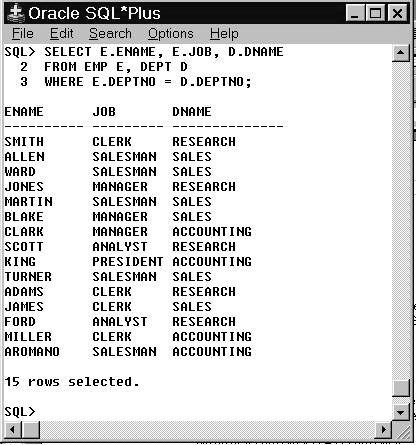 Oracle SQL*Plus
File Edit Search Options Help
SQL> SELECT E.ENAME, E.JOB, D.DNAME
2 FROM EMP E, DEPT D
3 WHERE E.DEPTNO = D.DEPTNO;
ENAME JOB DNAME
---------- --------- --------------
SMITH CLERK RESEARCH
ALLEN SALESMAN SALES
WARD SALESMAN SALES
JONES MANAGER RESEARCH
MARTIN SALESMAN SALES
BLAKE MANAGER SALES
CLARK MANAGER ACCOUNTING
SCOTT ANALYST RESEARCH
KING PRESIDENT ACCOUNTING
TURNER SALESMAN SALES
ADAMS CLERK RESEARCH
JAMES CLERK SALES
FORD ANALYST RESEARCH
MILLER CLERK ACCOUNTING
AROMANO SALESMAN ACCOUNTING
15 rows selected.
SQL>